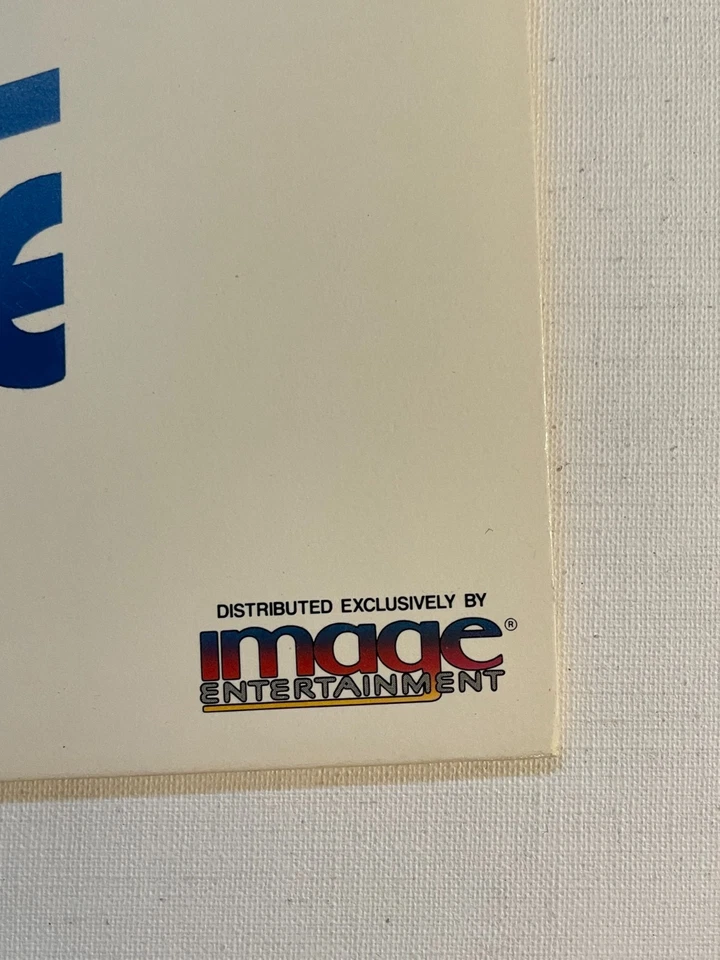 e
DISTRIBUTED EXCLUSIVELY BY
image®
ENTERTAINMENT